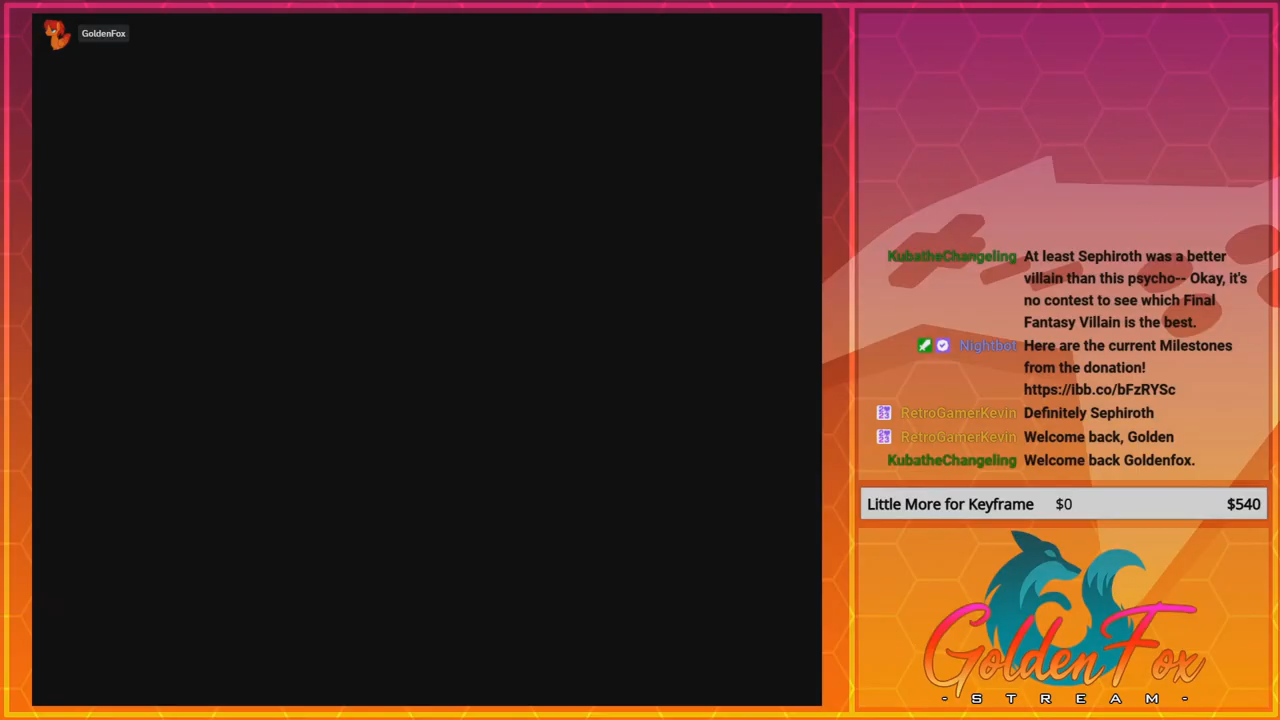 GoldenFox
KubatheChangeling At least Sephiroth was a better
villain than this psycho-- Okay, it's
no contest to see which Final
Fantasy Villain is the best.
Nightbot Here are the current Milestones
from the donation!
https://ibb.co/bFzRYSc
RetroGamerKevin Definitely Sephiroth
RetroGamerKevin Welcome back, Golden
KubatheChangeling Welcome back Goldenfox.
Little More for Keyframe $0 $540
GoldenFox
- STREAM -